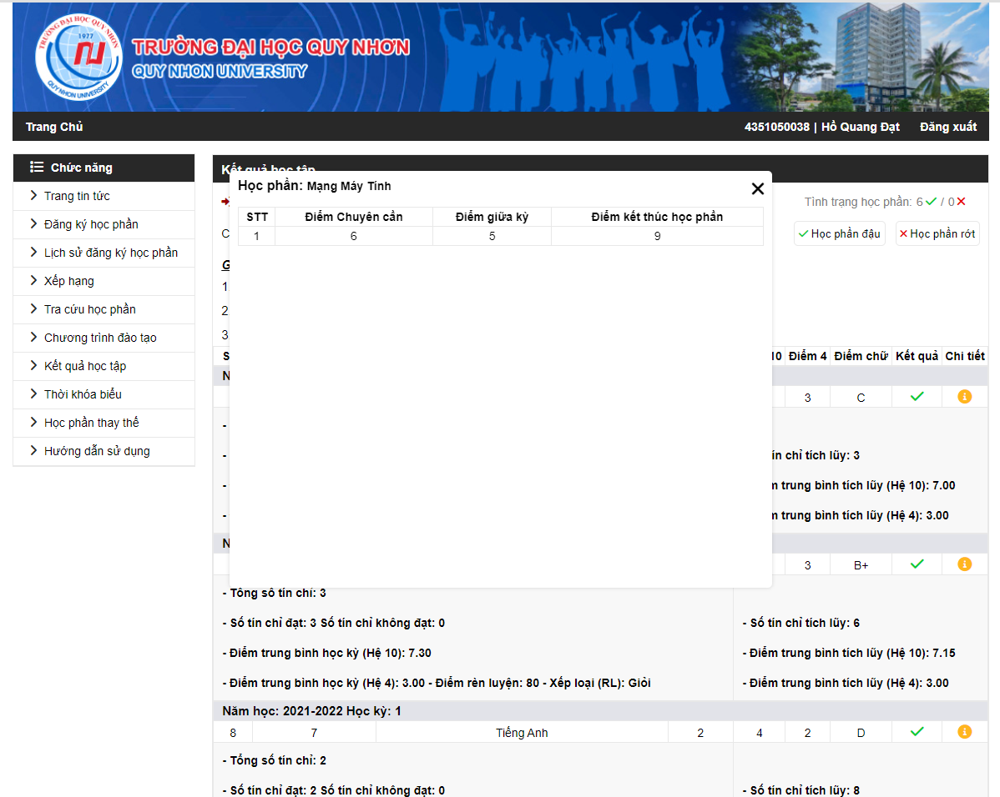 TRƯỜNG ĐẠI HỌC QUY NHƠN
1977
QUY NHON UNIVERSITY
TRƯỜNG ĐẠI HỌC QUY NHƠN
QUY NHON UNIVERSITY
Trang Chủ
4351050038 | Hồ Quang Đạt Đăng xuất
Chức năng
Trang tin tức
Đăng ký học phần
Lịch sử đăng ký học phần
Xếp hạng
Tra cứu học phần
Chương trình đào tạo
Kết quả học tập
Thời khóa biểu
Học phần thay thế
Hướng dẫn sử dụng
Kết quả học tập
Học phần: Mạng Máy Tính
STT Điểm Chuyên cần Điểm giữa kỳ Điểm kết thúc học phần
1 6 5 9
Tình trạng học phần: 6 / 0
C
Học phần đậu Học phần rớt
G
1
2
3
S 10 Điểm 4 Điểm chữ Kết quả Chi tiết
N
3 C
-
- ín chỉ tích lũy: 3
- m trung bình tích lũy (Hệ 10): 7.00
- m trung bình tích lũy (Hệ 4): 3.00
N
3 B+
- Tổng số tín chỉ: 3
- Số tín chỉ đạt: 3 Số tín chỉ không đạt: 0 - Số tín chỉ tích lũy: 6
- Điểm trung bình học kỳ (Hệ 10): 7.30 - Điểm trung bình tích lũy (Hệ 10): 7.15
- Điểm trung bình học kỳ (Hệ 4): 3.00 - Điểm rèn luyện: 80 - Xếp loại (RL): Giỏi - Điểm trung bình tích lũy (Hệ 4): 3.00
Năm học: 2021-2022 Học kỳ: 1
8 7 Tiếng Anh 2 4 2 D
- Tổng số tín chỉ: 2
- Số tín chỉ đạt: 2 Số tín chỉ không đạt: 0 - Số tín chỉ tích lũy: 8